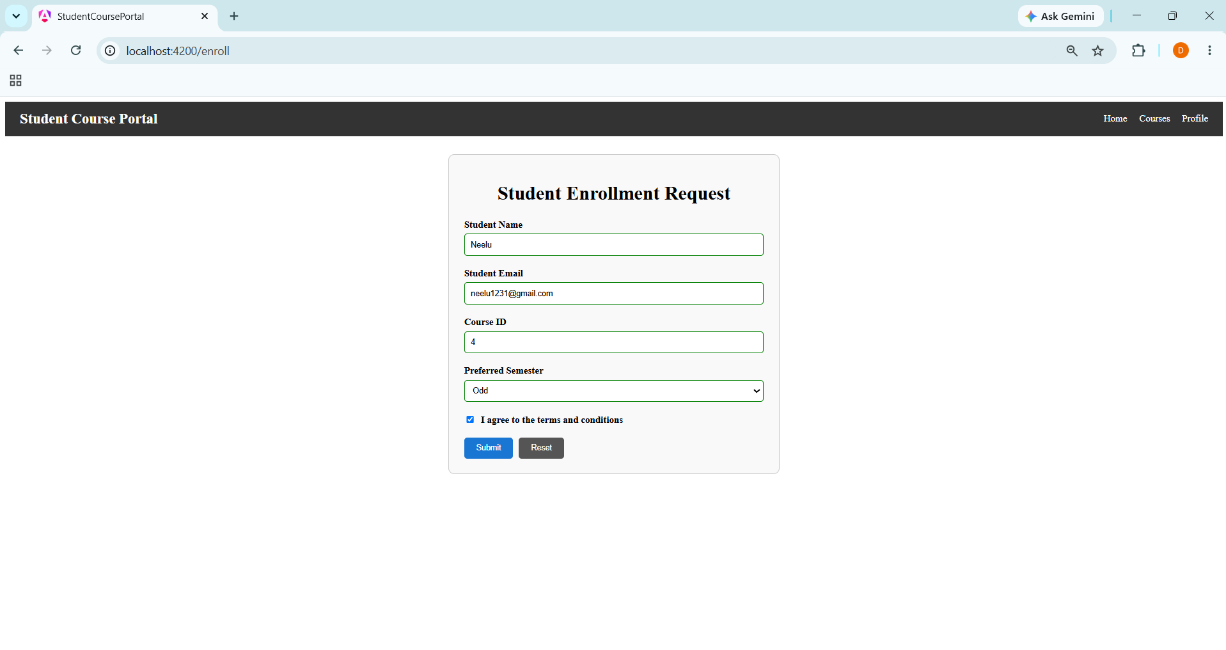 StudentCoursePortal
Ask Gemini
localhost:4200/enroll
D
Student Course Portal
Home Courses Profile
Student Enrollment Request
Student Name
Neelu
Student Email
neelu1231@gmail.com
Course ID
4
Preferred Semester
Odd
I agree to the terms and conditions
Submit Reset